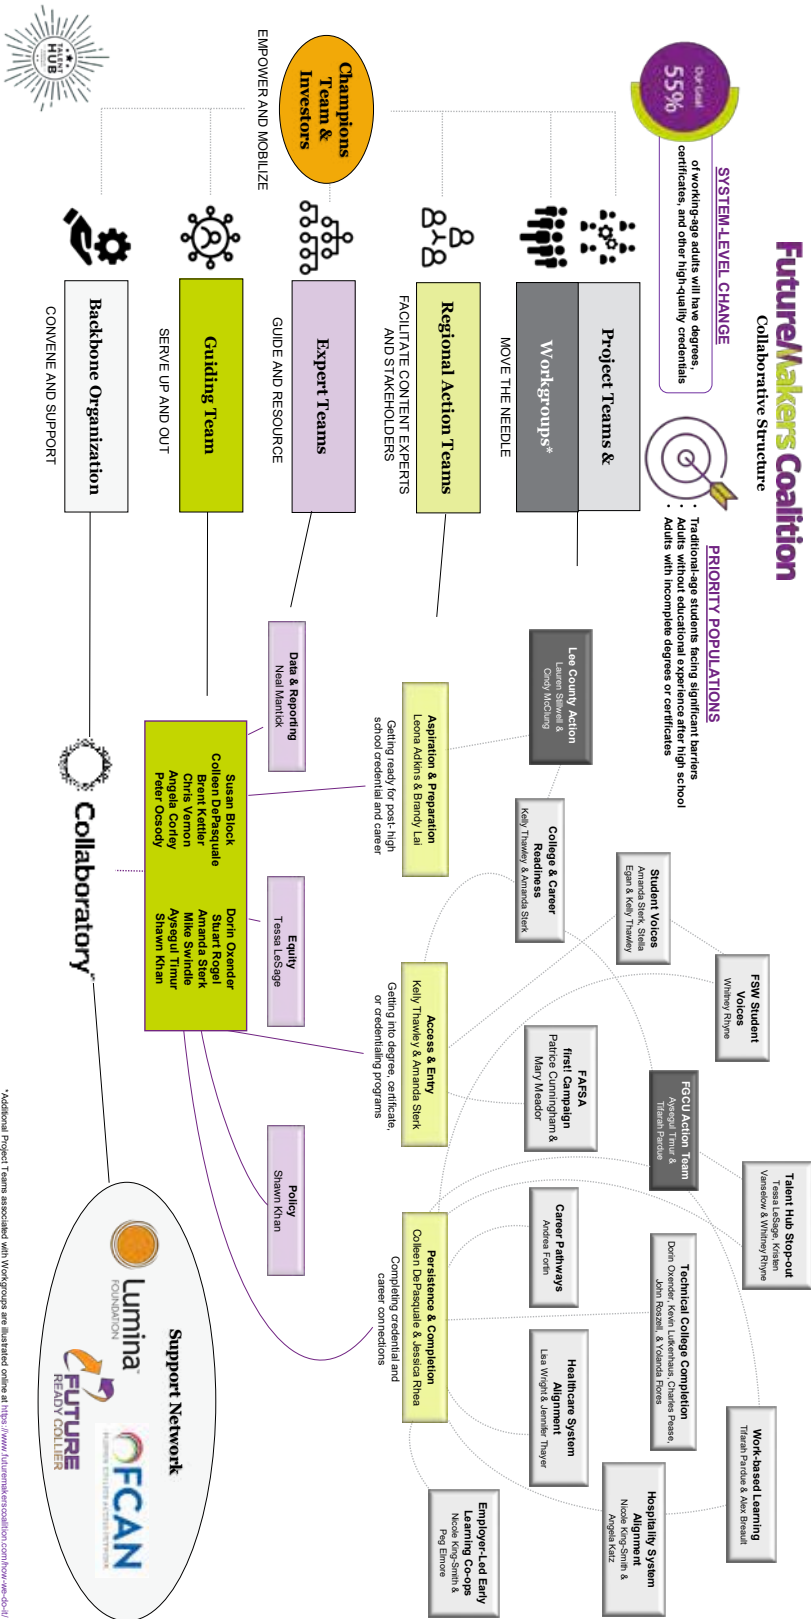 FutureMakers Coalition
Collaborative Structure
Our Goal
55%
SYSTEM-LEVEL CHANGE
of working-age adults will have degrees,
certificates, and other high-quality credentials
PRIORITY POPULATIONS
• Traditional-age students facing significant barriers
• Adults without educational experience after high school
• Adults with incomplete degrees or certificates
Project Teams &
Workgroups*
MOVE THE NEEDLE
Regional Action Teams
FACILITATE CONTENT EXPERTS
AND STAKEHOLDERS
Champions
Team &
Investors
EMPOWER AND MOBILIZE
Expert Teams
GUIDE AND RESOURCE
Guiding Team
SERVE UP AND OUT
Backbone Organization
CONVENE AND SUPPORT
TALENT
HUB
FSW Student
Voices
Whitney Rhyne
Talent Hub Stop-out
Tessa LeSage, Kristen
Vanselow & Whitney Rhyne
Work-based Learning
Tifarah Pardue & Alex Breault
Student Voices
Amanda Sterk, Stella
Egan & Kelly Thawley
FGCU Action Team
Aysegul Timur &
Tifarah Pardue
Technical College Completion
Dorin Oxender, Kevin Lutkenhaus, Charles Pease,
John Roszell, & Yolanda Flores
Hospitality System
Alignment
Nicole King-Smith &
Angela Katz
Lee County Action
Lauren Stillwell &
Cindy McClung
College & Career
Readiness
Kelly Thawley & Amanda Sterk
FAFSA
first! Campaign
Patrice Cunningham &
Mary Meador
Career Pathways
Andrea Fortin
Healthcare System
Alignment
Lisa Wright & Jennifer Thayer
Employer-Led Early
Learning Co-ops
Nicole King-Smith &
Peg Elmore
Aspiration & Preparation
Leona Adkins & Brandy Lai
Getting ready for post- high
school credential and career
Access & Entry
Kelly Thawley & Amanda Sterk
Getting into degree, certificate,
or credentialing programs
Persistence & Completion
Colleen DePasquale & Jessica Rhea
Completing credential and
career connections
Data & Reporting
Neal Mantick
Equity
Tessa LeSage
Policy
Shawn Khan
Susan Block
Colleen DePasquale
Brent Kettler
Chris Vernon
Angela Corley
Peter Ocsody
Dorin Oxender
Stuart Rogel
Amanda Sterk
Mike Swindle
Aysegul Timur
Shawn Khan
Collaboratory
Support Network
Lumina
FOUNDATION
FCAN
FLORIDA COLLEGE ACCESS NETWORK
FUTURE
READY COLLIER
*Additional Project Teams associated with Workgroups are illustrated online at https://www.futuremakerscoalition.com/how-we-do-it/